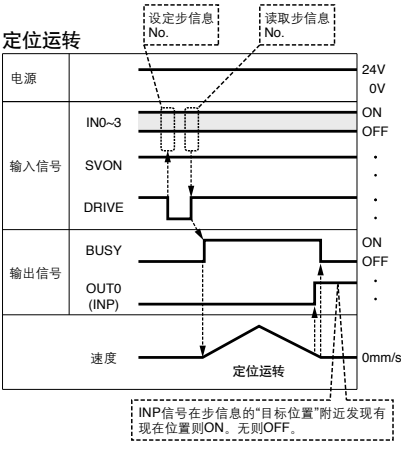 设定步信息
No.
读取步信息
No.
定位运转
电源
24V
0V
输入信号
IN0~3
ON
OFF
SVON
DRIVE
输出信号
BUSY
ON
OFF
OUT0
(INP)
速度
定位运转
0mm/s
INP信号在步信息的“目标位置”附近发现有
现在位置则ON。无则OFF。